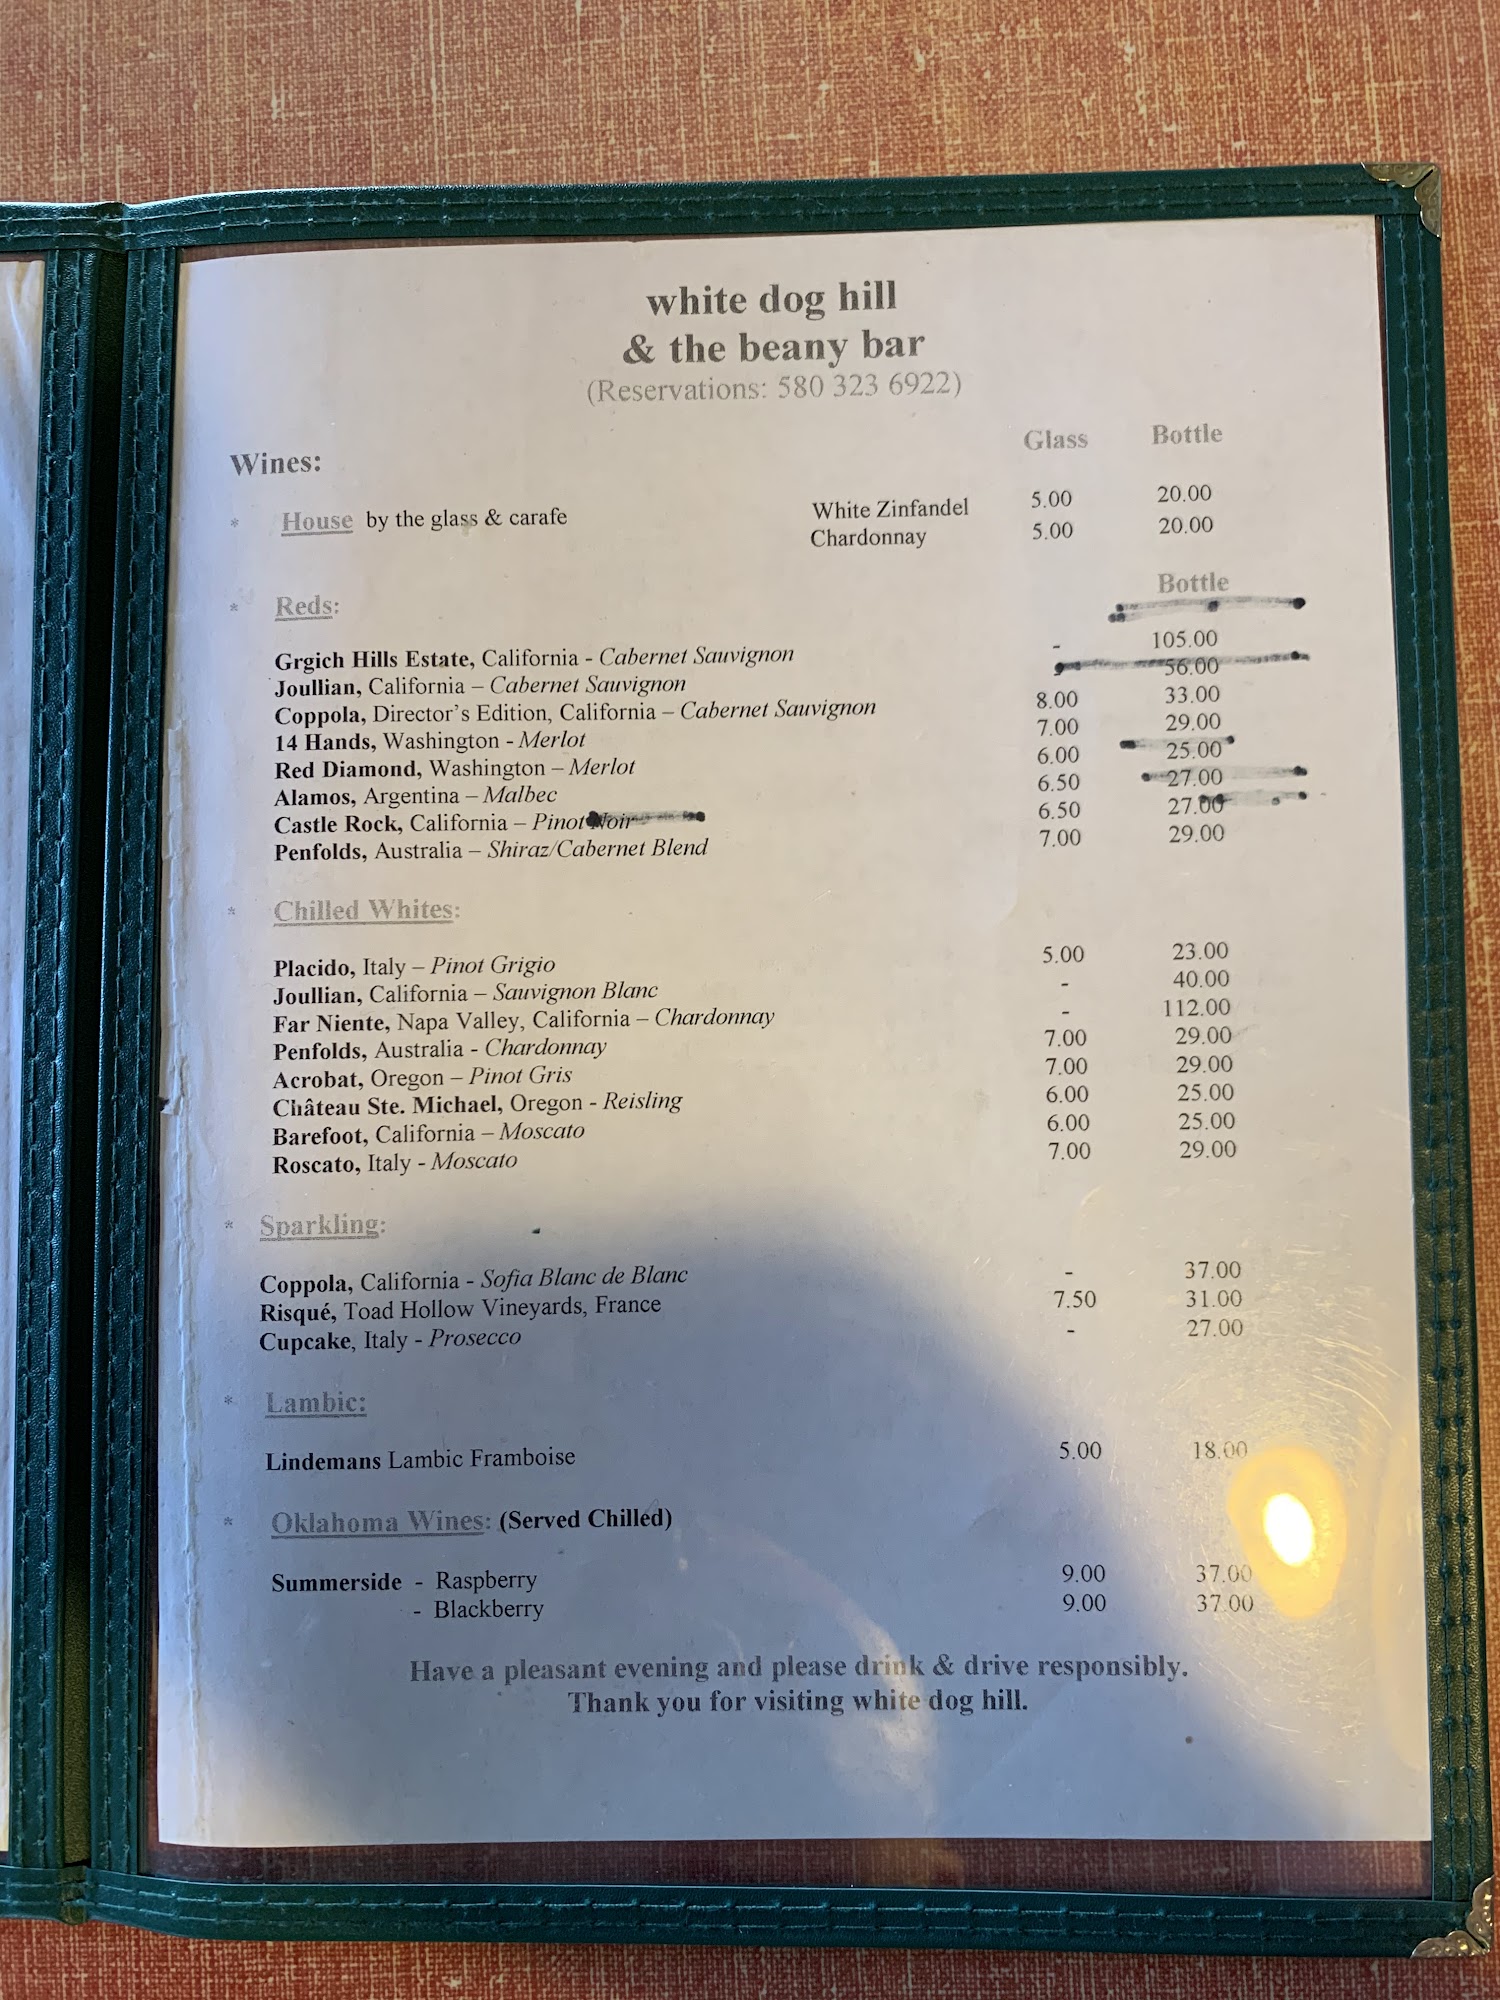 white dog hill
& the beany bar
(Reservations: 580 323 6922)
Glass Bottle
Wines:
* House by the glass & carafe White Zinfandel 5.00 20.00
Chardonnay 5.00 20.00
Bottle
* Reds:
Grgich Hills Estate, California - Cabernet Sauvignon - 105.00
Joullian, California – Cabernet Sauvignon 56.00
Coppola, Director's Edition, California – Cabernet Sauvignon 8.00 33.00
14 Hands, Washington - Merlot 7.00 29.00
Red Diamond, Washington – Merlot 6.00 25.00
Alamos, Argentina – Malbec 6.50 27.00
Castle Rock, California – Pinot Noir 6.50 27.00
Penfolds, Australia – Shiraz/Cabernet Blend 7.00 29.00
* Chilled Whites:
Placido, Italy – Pinot Grigio 5.00 23.00
Joullian, California – Sauvignon Blanc - 40.00
Far Niente, Napa Valley, California – Chardonnay - 112.00
Penfolds, Australia - Chardonnay 7.00 29.00
Acrobat, Oregon – Pinot Gris 7.00 29.00
Château Ste. Michael, Oregon - Reisling 6.00 25.00
Barefoot, California – Moscato 6.00 25.00
Roscato, Italy - Moscato 7.00 29.00
* Sparkling:
Coppola, California - Sofia Blanc de Blanc - 37.00
Risqué, Toad Hollow Vineyards, France 7.50 31.00
Cupcake, Italy - Prosecco - 27.00
* Lambic:
Lindemans Lambic Framboise 5.00 18.00
* Oklahoma Wines: (Served Chilled)
Summerside - Raspberry 9.00 37.00
- Blackberry 9.00 37.00
Have a pleasant evening and please drink & drive responsibly.
Thank you for visiting white dog hill.